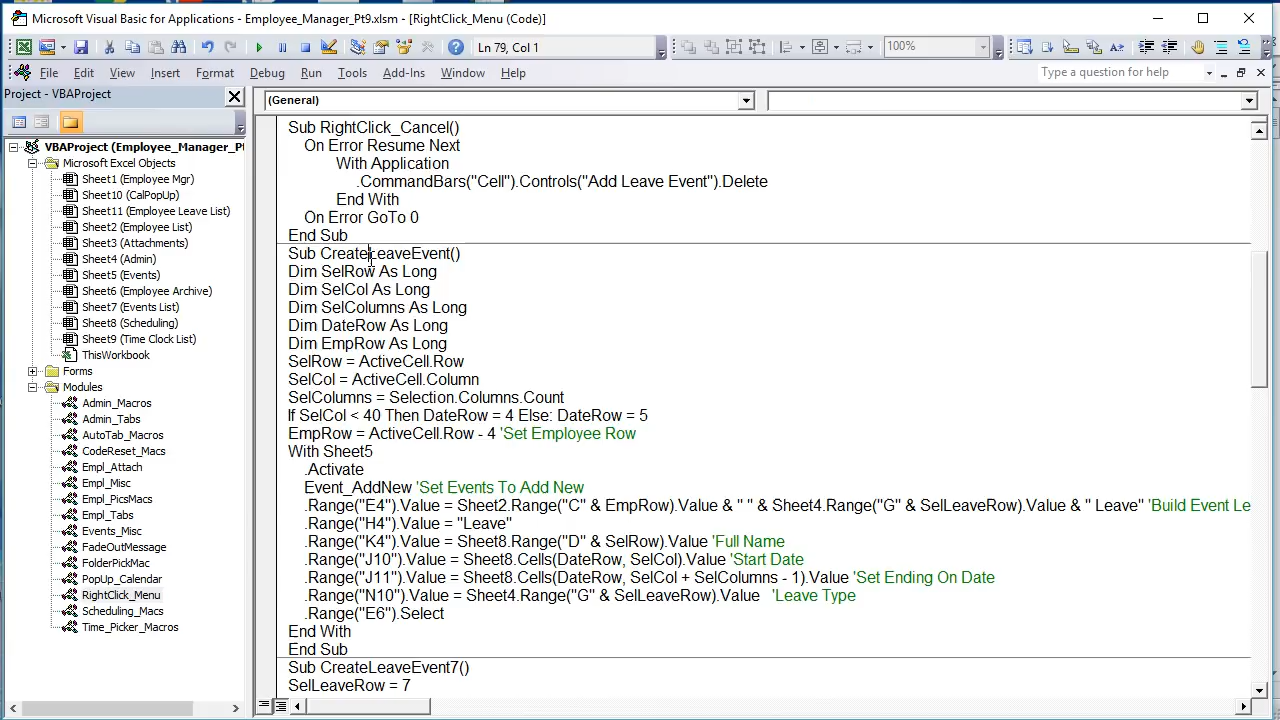 Microsoft Visual Basic for Applications - Employee_Manager_Pt9.xlsm - [RightClick_Menu (Code)]
Ln 79, Col 1
100%
File Edit View Insert Format Debug Run Tools Add-Ins Window Help
Type a question for help
Project - VBAProject
(General)
VBAProject (Employee_Manager_P
Microsoft Excel Objects
Sheet1 (Employee Mgr)
Sheet10 (CalPopUp)
Sheet11 (Employee Leave List)
Sheet2 (Employee List)
Sheet3 (Attachments)
Sheet4 (Admin)
Sheet5 (Events)
Sheet6 (Employee Archive)
Sheet7 (Events List)
Sheet8 (Scheduling)
Sheet9 (Time Clock List)
ThisWorkbook
Forms
Modules
Admin_Macros
Admin_Tabs
AutoTab_Macros
CodeReset_Macs
Empl_Attach
Empl_Misc
Empl_PicsMacs
Empl_Tabs
Events_Misc
FadeOutMessage
FolderPickMac
PopUp_Calendar
RightClick_Menu
Scheduling_Macs
Time_Picker_Macros
Sub RightClick_Cancel()
On Error Resume Next
With Application
.CommandBars("Cell").Controls("Add Leave Event").Delete
End With
On Error GoTo 0
End Sub
Sub CreateLeaveEvent()
Dim SelRow As Long
Dim SelCol As Long
Dim SelColumns As Long
Dim DateRow As Long
Dim EmpRow As Long
SelRow = ActiveCell.Row
SelCol = ActiveCell.Column
SelColumns = Selection.Columns.Count
If SelCol < 40 Then DateRow = 4 Else: DateRow = 5
EmpRow = ActiveCell.Row - 4 'Set Employee Row
With Sheet5
.Activate
Event_AddNew 'Set Events To Add New
.Range("E4").Value = Sheet2.Range("C" & EmpRow).Value & " " & Sheet4.Range("G" & SelLeaveRow).Value & " Leave" 'Build Event Le
.Range("H4").Value = "Leave"
.Range("K4").Value = Sheet8.Range("D" & SelRow).Value 'Full Name
.Range("J10").Value = Sheet8.Cells(DateRow, SelCol).Value 'Start Date
.Range("J11").Value = Sheet8.Cells(DateRow, SelCol + SelColumns - 1).Value 'Set Ending On Date
.Range("N10").Value = Sheet4.Range("G" & SelLeaveRow).Value 'Leave Type
.Range("E6").Select
End With
End Sub
Sub CreateLeaveEvent7()
SelLeaveRow = 7